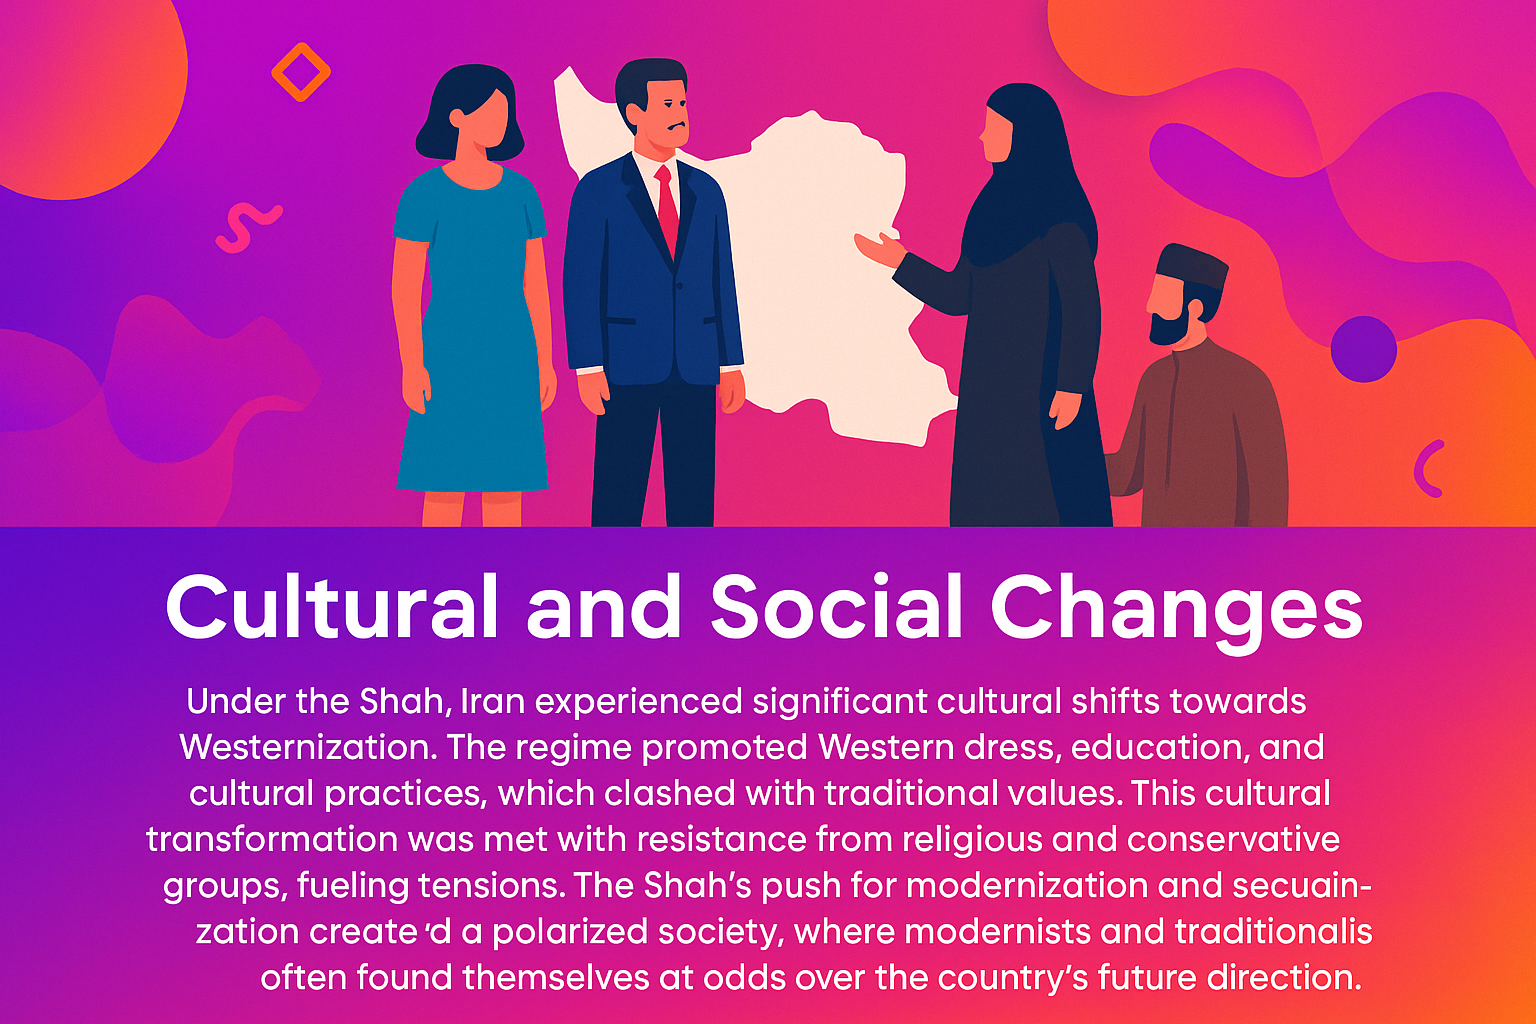 Cultural and Social Changes
Under the Shah, Iran experienced significant cultural shifts towards
Westernization. The regime promoted Western dress, education, and
cultural practices, which clashed with traditional values. This cultural
transformation was met with resistance from religious and conservative
groups, fueling tensions. The Shah’s push for modernization and secuain-
zation create ‘d a polarized society, where modernists and traditionalis
often found themselves at odds over the country’s future direction.